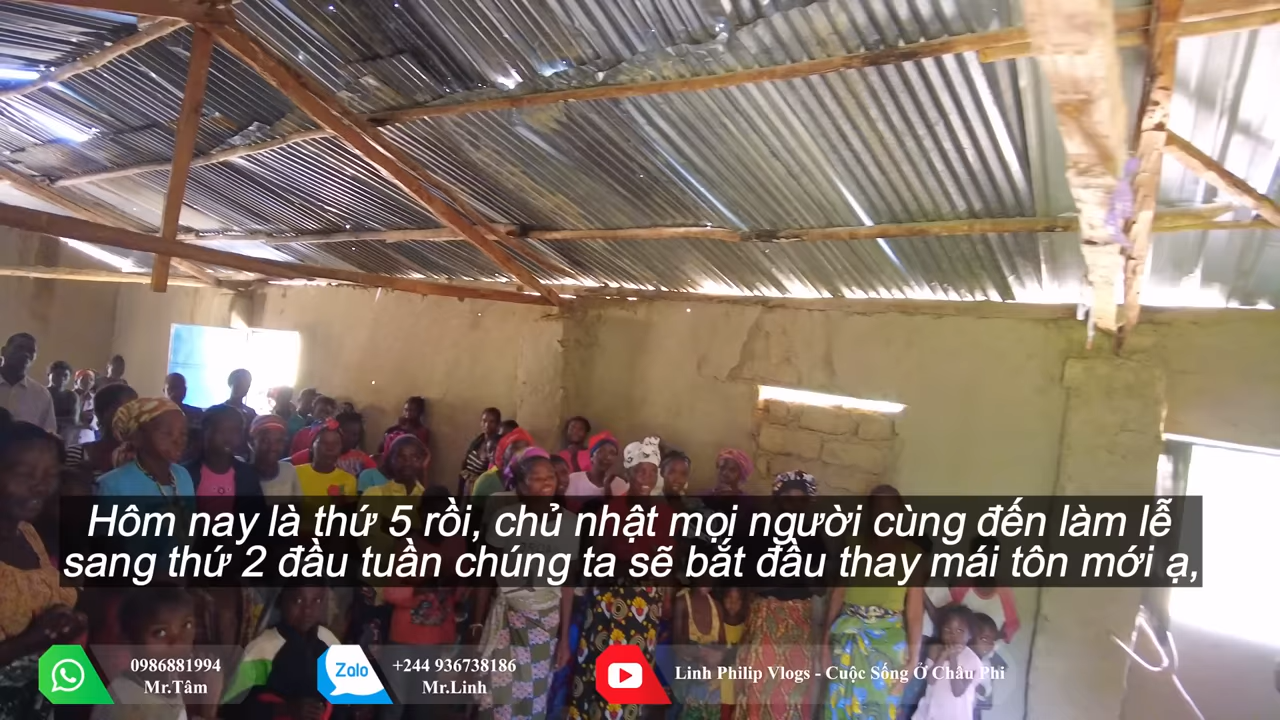 Hôm nay là thứ 5 rồi, chủ nhật mọi người cùng đến làm lễ
sang thứ 2 đầu tuần chúng ta sẽ bắt đầu thay mái tôn mới ạ,
0986881994
Mr.Tâm
Zalo
+244 936738186
Mr.Linh
Linh Philip Vlogs - Cuộc Sống Ở Châu Phi